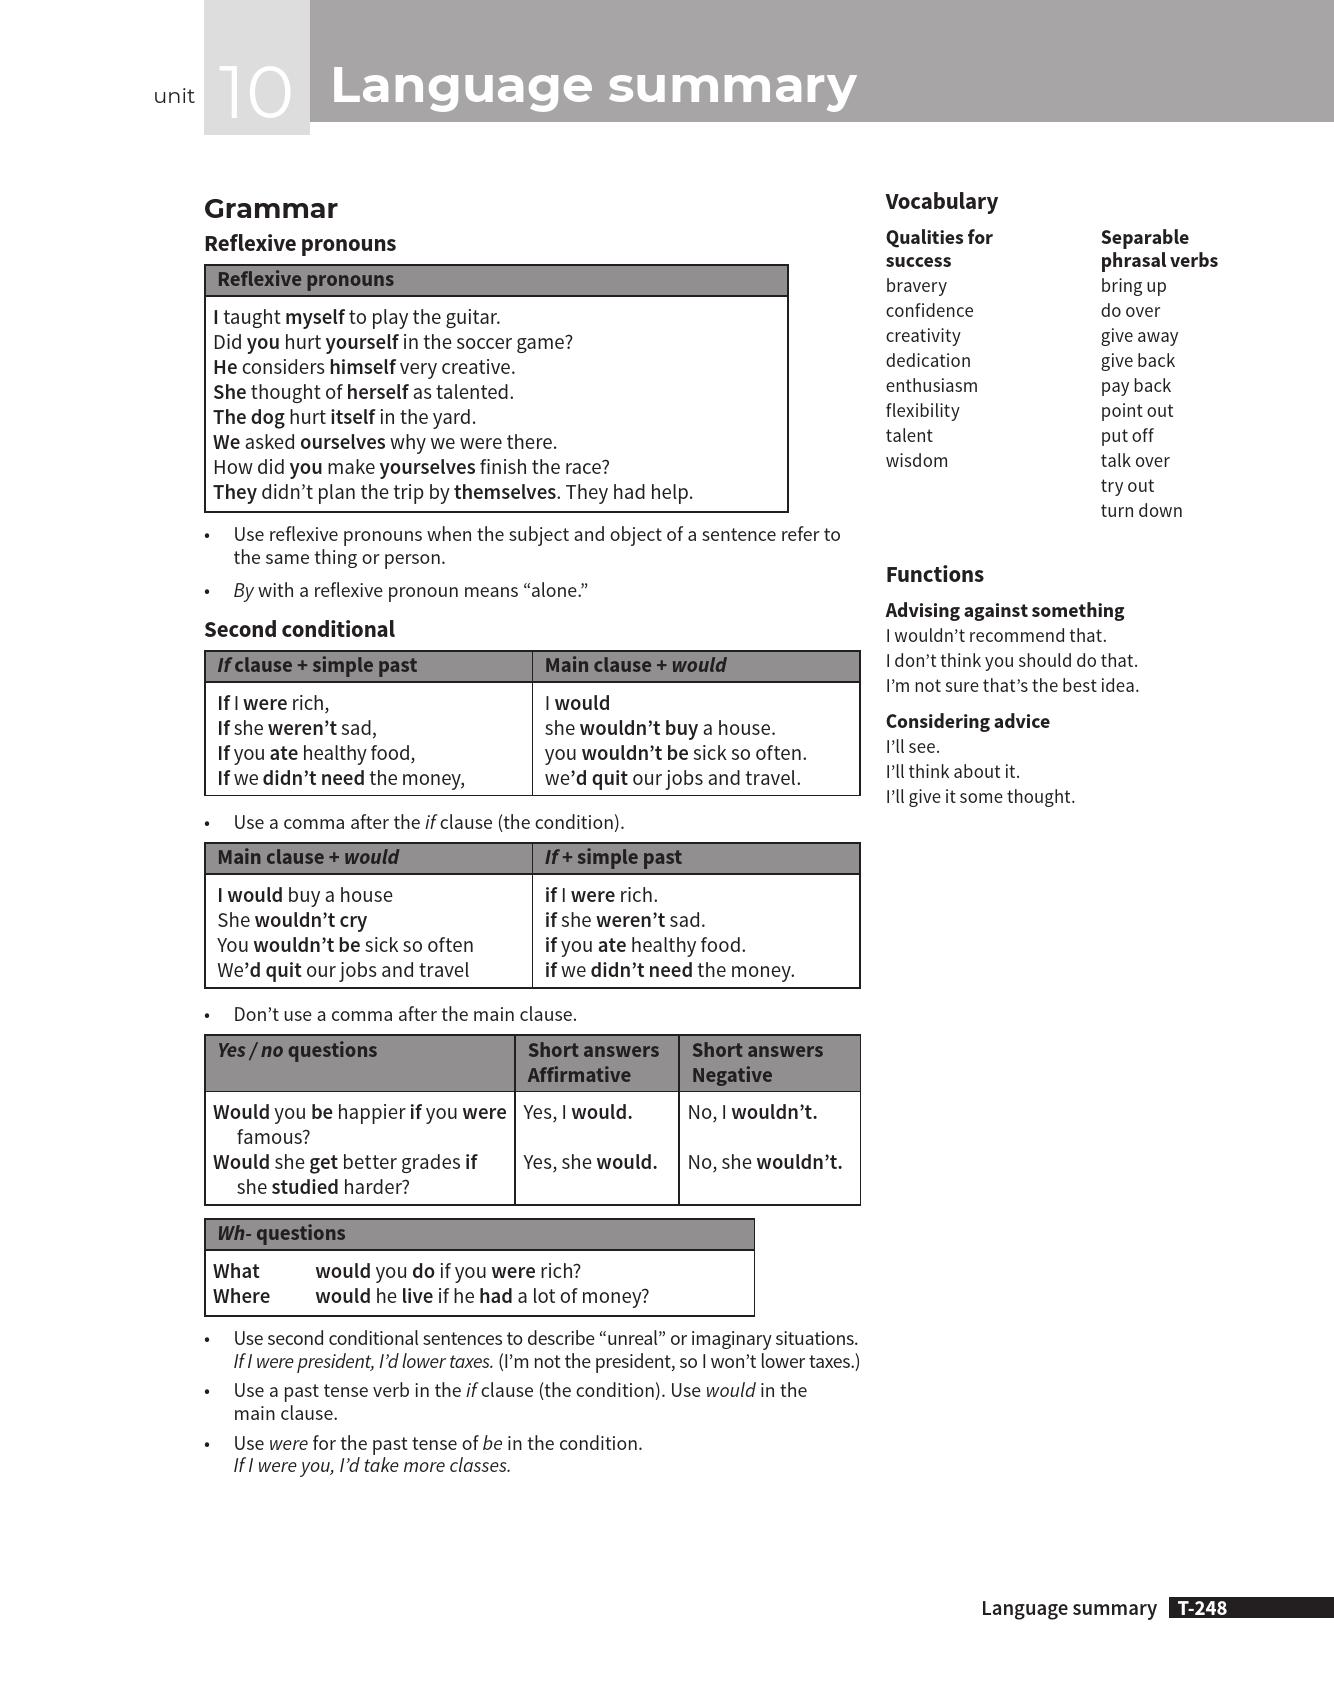 unit 10 Language summary
Grammar
Reflexive pronouns
Reflexive pronouns
I taught myself to play the guitar.
Did you hurt yourself in the soccer game?
He considers himself very creative.
She thought of herself as talented.
The dog hurt itself in the yard.
We asked ourselves why we were there.
How did you make yourselves finish the race?
They didn’t plan the trip by themselves. They had help.
• Use reflexive pronouns when the subject and object of a sentence refer to
the same thing or person.
• By with a reflexive pronoun means “alone.”
Second conditional
If clause + simple past Main clause + would
If I were rich, I would
If she weren’t sad, she wouldn’t buy a house.
If you ate healthy food, you wouldn’t be sick so often.
If we didn’t need the money, we’d quit our jobs and travel.
• Use a comma after the if clause (the condition).
Main clause + would If + simple past
I would buy a house if I were rich.
She wouldn’t cry if she weren’t sad.
You wouldn’t be sick so often if you ate healthy food.
We’d quit our jobs and travel if we didn’t need the money.
• Don’t use a comma after the main clause.
Yes / no questions Short answers Short answers
Affirmative Negative
Would you be happier if you were Yes, I would. No, I wouldn’t.
famous?
Would she get better grades if Yes, she would. No, she wouldn’t.
she studied harder?
Wh- questions
What would you do if you were rich?
Where would he live if he had a lot of money?
• Use second conditional sentences to describe “unreal” or imaginary situations.
If I were president, I’d lower taxes. (I’m not the president, so I won’t lower taxes.)
• Use a past tense verb in the if clause (the condition). Use would in the
main clause.
• Use were for the past tense of be in the condition.
If I were you, I’d take more classes.
Vocabulary
Qualities for
success
bravery
confidence
creativity
dedication
enthusiasm
flexibility
talent
wisdom
Separable
phrasal verbs
bring up
do over
give away
give back
pay back
point out
put off
talk over
try out
turn down
Functions
Advising against something
I wouldn’t recommend that.
I don’t think you should do that.
I’m not sure that’s the best idea.
Considering advice
I’ll see.
I’ll think about it.
I’ll give it some thought.
Language summary T-248